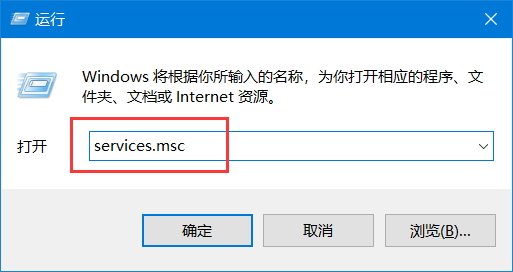 运行
Windows 将根据你所输入的名称，为你打开相应的程序、文
件夹、文档或 Internet 资源。
打开 services.msc
确定 取消 浏览(B)...